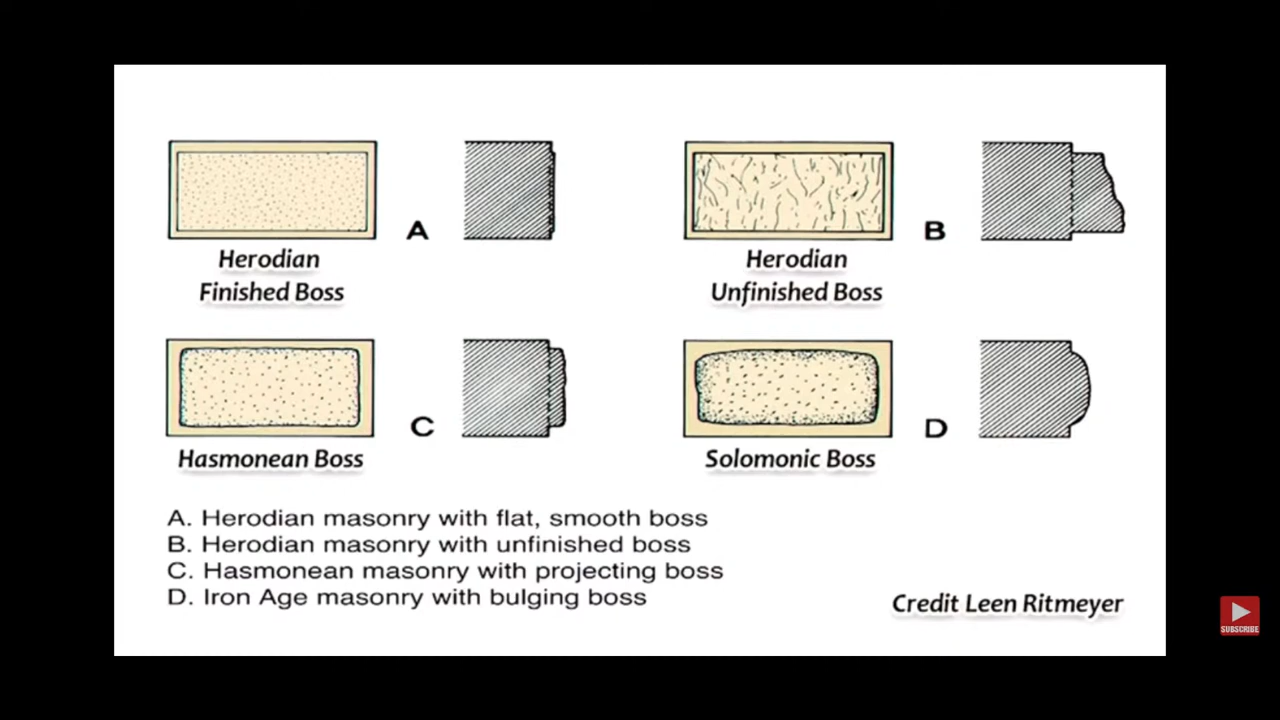 A
Herodian
Finished Boss
B
Herodian
Unfinished Boss
C
Hasmonean Boss
D
Solomonic Boss
A. Herodian masonry with flat, smooth boss
B. Herodian masonry with unfinished boss
C. Hasmonean masonry with projecting boss
D. Iron Age masonry with bulging boss
Credit Leen Ritmeyer
SUBSCRIBE